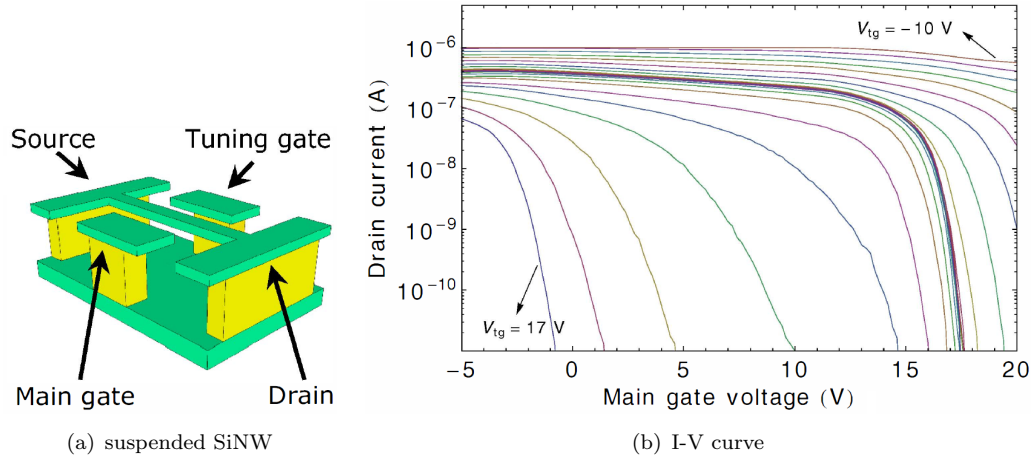 Source
Tuning gate
Main gate
Drain
(a) suspended SiNW
V_tg = −10 V
10^−6
10^−7
10^−8
10^−9
10^−10
Drain current (A)
V_tg = 17 V
−5 0 5 10 15 20
Main gate voltage (V)
(b) I-V curve